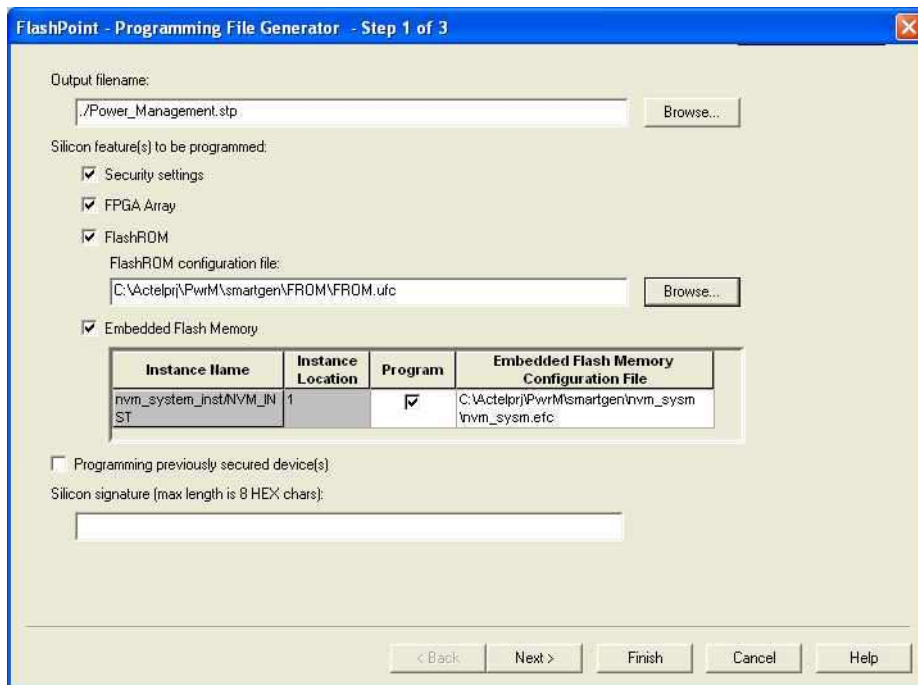 FlashPoint - Programming File Generator - Step 1 of 3
Output filename:
./Power_Management.stp
Browse...
Silicon feature(s) to be programmed:
Security settings
FPGA Array
FlashROM
FlashROM configuration file:
C:\Actelprj\PwrM\smartgen\FROM\FROM.ufc
Browse...
Embedded Flash Memory
Instance Name
Instance
Location
Program
Embedded Flash Memory
Configuration File
nvm_system_inst/NVM_IN
ST
1
C:\Actelprj\PwrM\smartgen\nvm_sysm
\nvm_sysm.efc
Programming previously secured device(s)
Silicon signature (max length is 8 HEX chars):
< Back
Next >
Finish
Cancel
Help